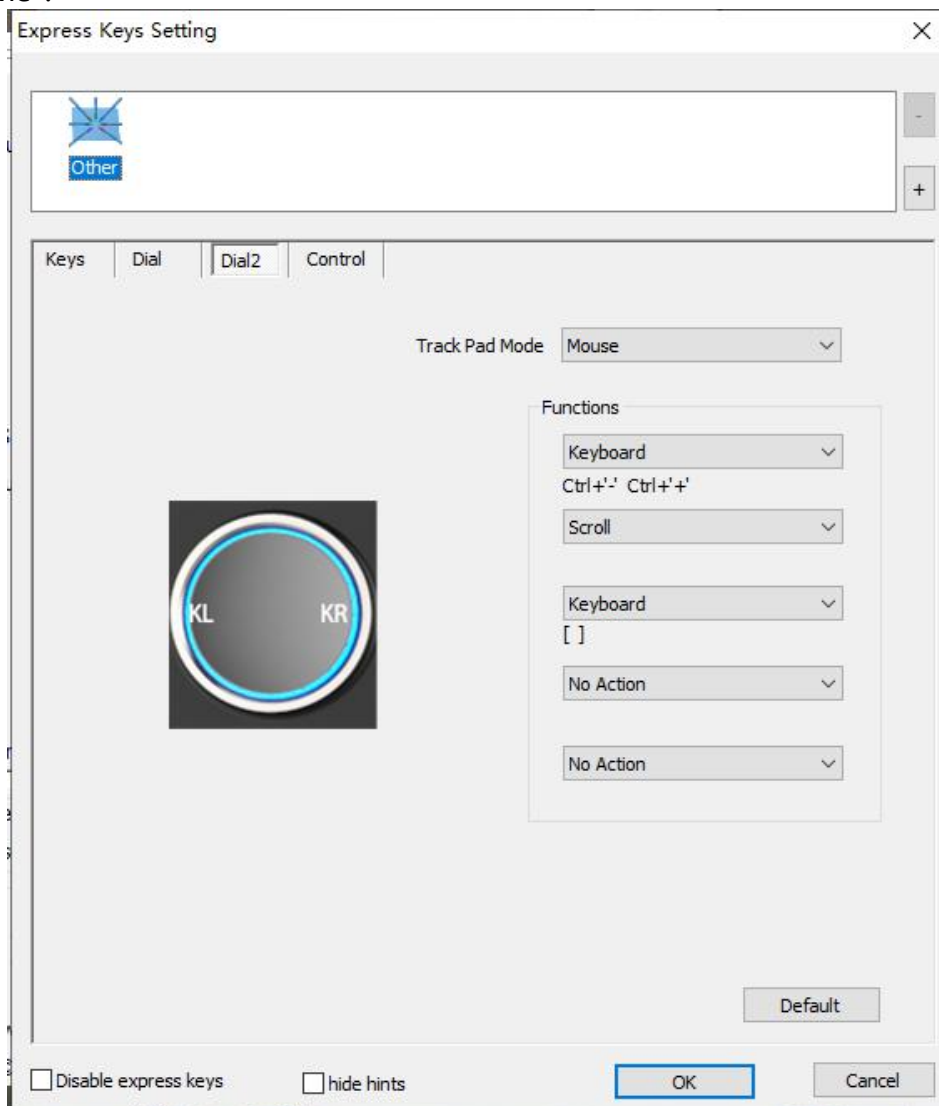 Express Keys Setting
Other
-
+
Keys Dial Dial2 Control
Track Pad Mode Mouse
Functions
Keyboard
Ctrl+'-' Ctrl+'+'
Scroll
KL KR
Keyboard
[ ]
No Action
No Action
Default
Disable express keys hide hints OK Cancel